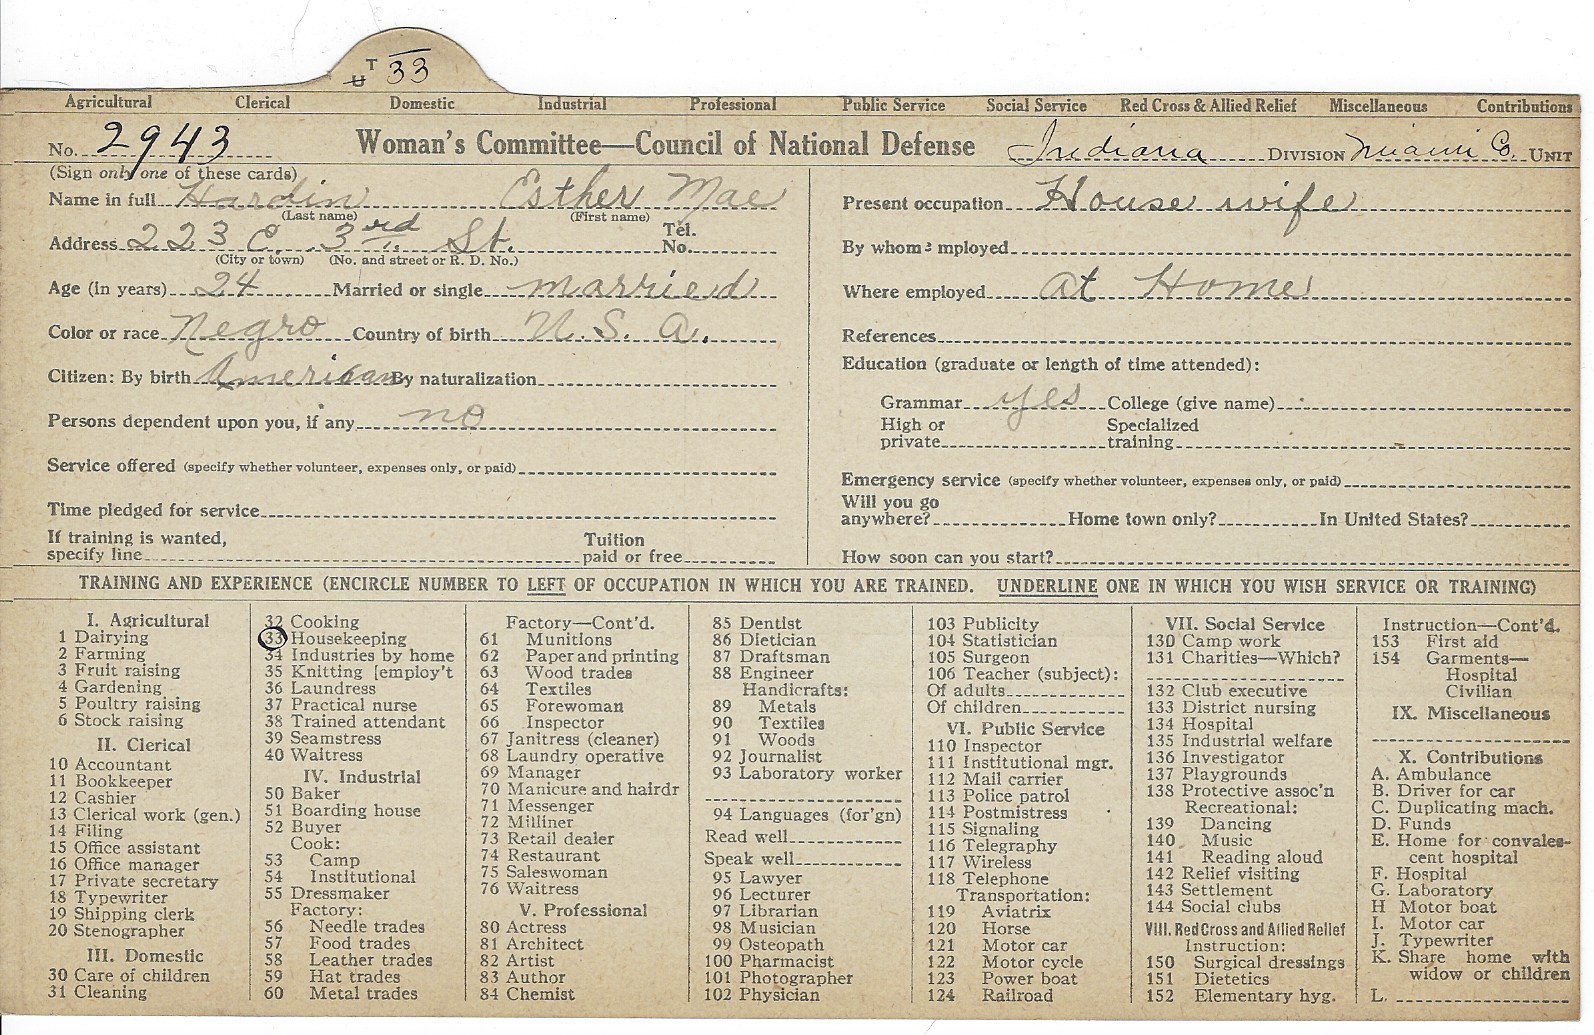 T 33
U
Agricultural Clerical Domestic Industrial Professional Public Service Social Service Red Cross & Allied Relief Miscellaneous Contributions
No. 2943 Woman's Committee—Council of National Defense Indiana DIVISION Miami Co. UNIT
(Sign only one of these cards)
Name in full Hardin Esther Mae
(Last name) (First name)
Address 223 E. 3rd St. Tel. No.
(City or town) (No. and street or R. D. No.)
Age (in years) 24 Married or single married
Color or race Negro Country of birth U. S. A.
Citizen: By birth American By naturalization
Persons dependent upon you, if any no
Service offered (specify whether volunteer, expenses only, or paid)
Time pledged for service
If training is wanted,
specify line Tuition paid or free
Present occupation House wife
By whom employed
Where employed at Home
References
Education (graduate or length of time attended):
Grammar yes College (give name)
High or private Specialized training
Emergency service (specify whether volunteer, expenses only, or paid)
Will you go
anywhere? Home town only? In United States?
How soon can you start?
TRAINING AND EXPERIENCE (ENCIRCLE NUMBER TO LEFT OF OCCUPATION IN WHICH YOU ARE TRAINED. UNDERLINE ONE IN WHICH YOU WISH SERVICE OR TRAINING)
I. Agricultural
1 Dairying
2 Farming
3 Fruit raising
4 Gardening
5 Poultry raising
6 Stock raising
II. Clerical
10 Accountant
11 Bookkeeper
12 Cashier
13 Clerical work (gen.)
14 Filing
15 Office assistant
16 Office manager
17 Private secretary
18 Typewriter
19 Shipping clerk
20 Stenographer
III. Domestic
30 Care of children
31 Cleaning
32 Cooking
33 Housekeeping
34 Industries by home
35 Knitting [employ't
36 Laundress
37 Practical nurse
38 Trained attendant
39 Seamstress
40 Waitress
IV. Industrial
50 Baker
51 Boarding house
52 Buyer
Cook:
53 Camp
54 Institutional
55 Dressmaker
Factory:
56 Needle trades
57 Food trades
58 Leather trades
59 Hat trades
60 Metal trades
Factory—Cont'd.
61 Munitions
62 Paper and printing
63 Wood trades
64 Textiles
65 Forewoman
66 Inspector
67 Janitress (cleaner)
68 Laundry operative
69 Manager
70 Manicure and hairdr
71 Messenger
72 Milliner
73 Retail dealer
74 Restaurant
75 Saleswoman
76 Waitress
V. Professional
80 Actress
81 Architect
82 Artist
83 Author
84 Chemist
85 Dentist
86 Dietician
87 Draftsman
88 Engineer
Handicrafts:
89 Metals
90 Textiles
91 Woods
92 Journalist
93 Laboratory worker
94 Languages (for'gn)
Read well
Speak well
95 Lawyer
96 Lecturer
97 Librarian
98 Musician
99 Osteopath
100 Pharmacist
101 Photographer
102 Physician
103 Publicity
104 Statistician
105 Surgeon
106 Teacher (subject):
Of adults
Of children
VI. Public Service
110 Inspector
111 Institutional mgr.
112 Mail carrier
113 Police patrol
114 Postmistress
115 Signaling
116 Telegraphy
117 Wireless
118 Telephone
Transportation:
119 Aviatrix
120 Horse
121 Motor car
122 Motor cycle
123 Power boat
124 Railroad
VII. Social Service
130 Camp work
131 Charities—Which?
132 Club executive
133 District nursing
134 Hospital
135 Industrial welfare
136 Investigator
137 Playgrounds
138 Protective assoc'n
Recreational:
139 Dancing
140 Music
141 Reading aloud
142 Relief visiting
143 Settlement
144 Social clubs
VIII. Red Cross and Allied Relief
Instruction:
150 Surgical dressings
151 Dietetics
152 Elementary hyg.
Instruction—Cont'd.
153 First aid
154 Garments—
Hospital
Civilian
IX. Miscellaneous
X. Contributions
A. Ambulance
B. Driver for car
C. Duplicating mach.
D. Funds
E. Home for convales-
cent hospital
F. Hospital
G. Laboratory
H Motor boat
I. Motor car
J. Typewriter
K. Share home with
widow or children
L.